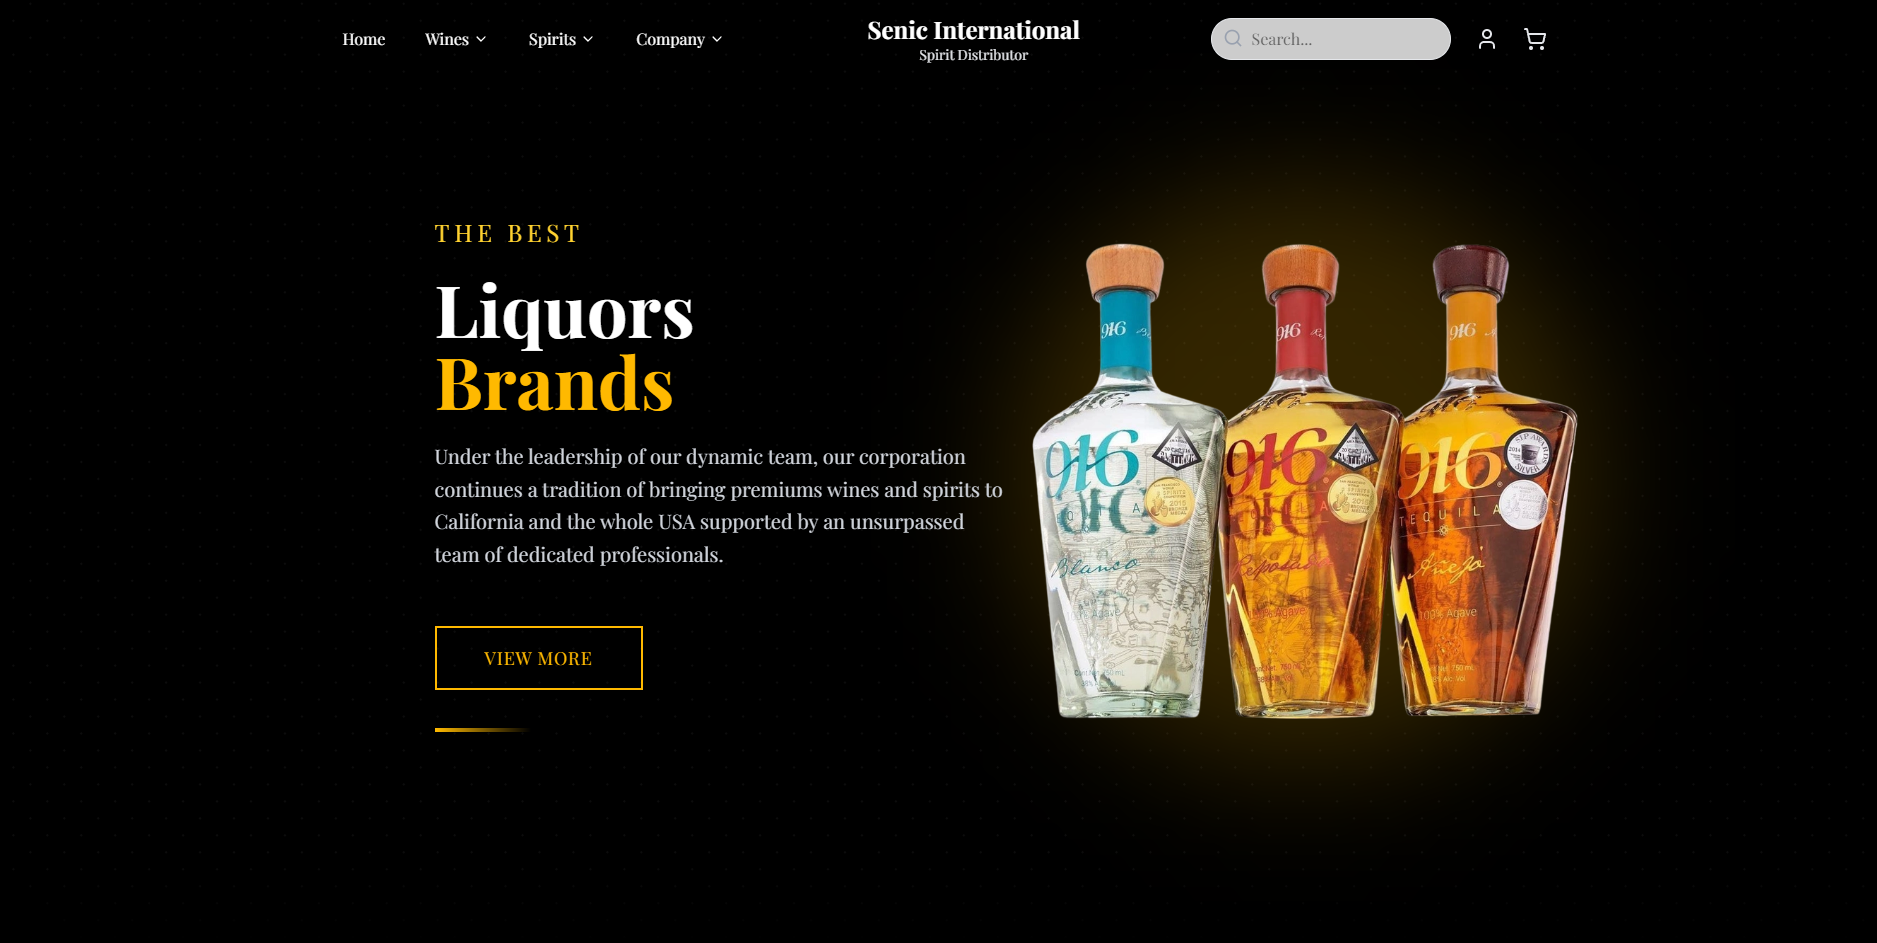 Home
Wines
Spirits
Company
Senic International
Spirit Distributor
Search...
THE BEST
Liquors
Brands
Under the leadership of our dynamic team, our corporation
continues a tradition of bringing premiums wines and spirits to
California and the whole USA supported by an unsurpassed
team of dedicated professionals.
VIEW MORE
916
916
916
916
916
916
TEQUILA
Blanco
Reposado
Añejo
100% Agave